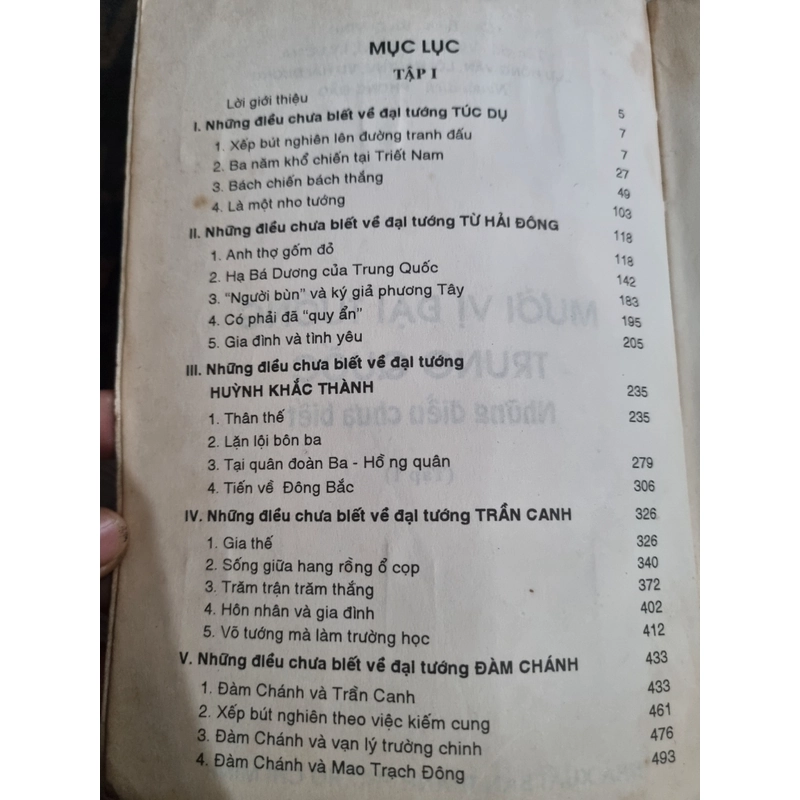 MỤC LỤC
TẬP I
Lời giới thiệu 5
I. Những điều chưa biết về đại tướng TÚC DỤ 7
1. Xếp bút nghiên lên đường tranh đấu 7
2. Ba năm khổ chiến tại Triết Nam 27
3. Bách chiến bách thắng 49
4. Là một nho tướng 103
II. Những điều chưa biết về đại tướng TỪ HẢI ĐÔNG 118
1. Anh thợ gốm đỏ 118
2. Hạ Bá Dương của Trung Quốc 142
3. "Người bùn" và ký giả phương Tây 183
4. Có phải đã "quy ẩn" 195
5. Gia đình và tình yêu 205
III. Những điều chưa biết về đại tướng
HUỲNH KHẮC THÀNH 235
1. Thân thế 235
2. Lặn lội bôn ba
3. Tại quân đoàn Ba - Hồng quân 279
4. Tiến về Đông Bắc 306
IV. Những điều chưa biết về đại tướng TRẦN CANH 326
1. Gia thế 326
2. Sống giữa hang rồng ổ cọp 340
3. Trăm trận trăm thắng 372
4. Hôn nhân và gia đình 402
5. Võ tướng mà làm trường học 412
V. Những điều chưa biết về đại tướng ĐÀM CHÁNH 433
1. Đàm Chánh và Trần Canh 433
2. Xếp bút nghiên theo việc kiếm cung 461
3. Đàm Chánh và vạn lý trường chinh 476
4. Đàm Chánh và Mao Trạch Đông 493